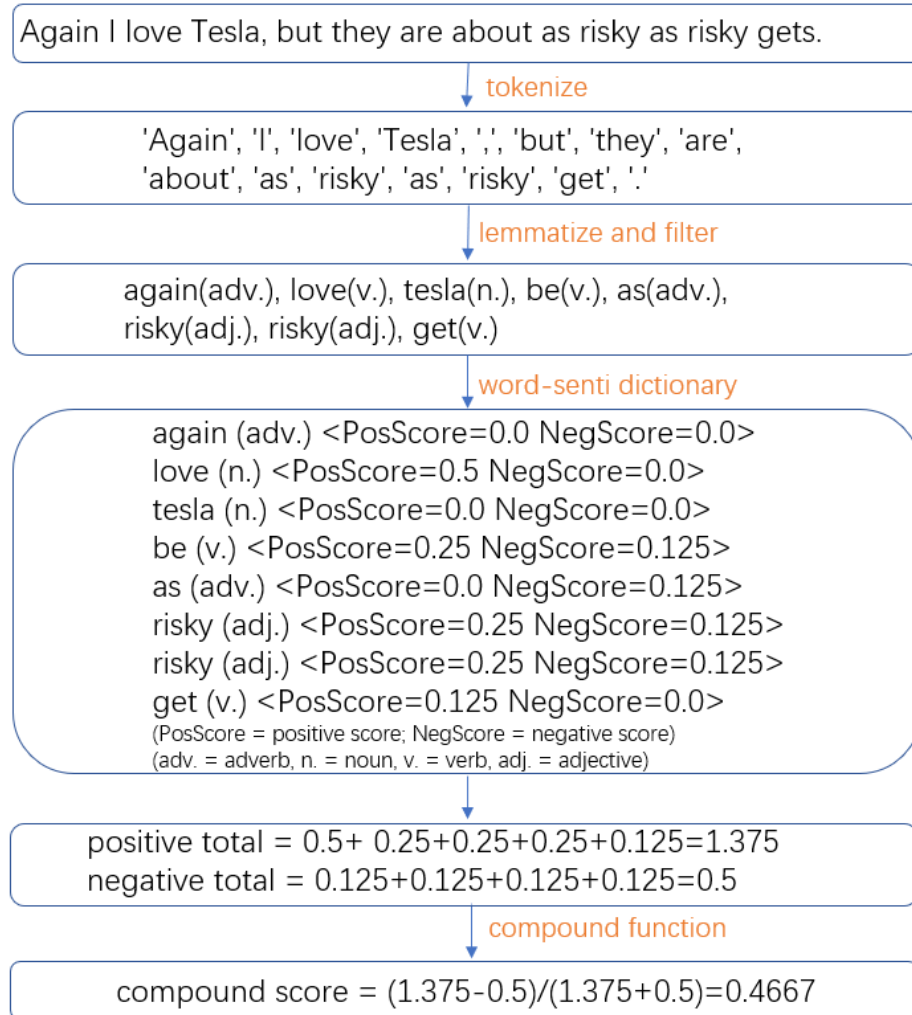 Again I love Tesla, but they are about as risky as risky gets.
tokenize
'Again', 'I', 'love', 'Tesla', ',', 'but', 'they', 'are',
'about', 'as', 'risky', 'as', 'risky', 'get', '.'
lemmatize and filter
again(adv.), love(v.), tesla(n.), be(v.), as(adv.),
risky(adj.), risky(adj.), get(v.)
word-senti dictionary
again (adv.) <PosScore=0.0 NegScore=0.0>
love (n.) <PosScore=0.5 NegScore=0.0>
tesla (n.) <PosScore=0.0 NegScore=0.0>
be (v.) <PosScore=0.25 NegScore=0.125>
as (adv.) <PosScore=0.0 NegScore=0.125>
risky (adj.) <PosScore=0.25 NegScore=0.125>
risky (adj.) <PosScore=0.25 NegScore=0.125>
get (v.) <PosScore=0.125 NegScore=0.0>
(PosScore = positive score; NegScore = negative score)
(adv. = adverb, n. = noun, v. = verb, adj. = adjective)
positive total = 0.5+ 0.25+0.25+0.25+0.125=1.375
negative total = 0.125+0.125+0.125+0.125=0.5
compound function
compound score = (1.375-0.5)/(1.375+0.5)=0.4667